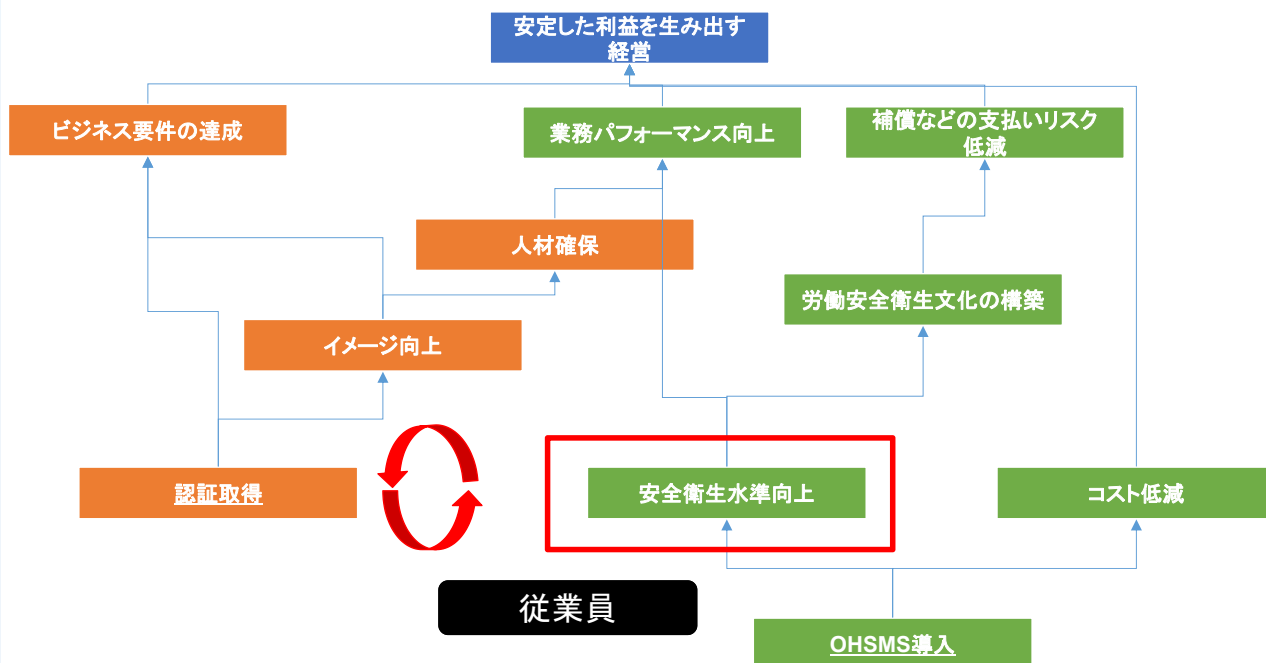 安定した利益を生み出す
経営
ビジネス要件の達成
業務パフォーマンス向上
補償などの支払いリスク
低減
人材確保
労働安全衛生文化の構築
イメージ向上
認証取得
安全衛生水準向上
コスト低減
従業員
OHSMS導入